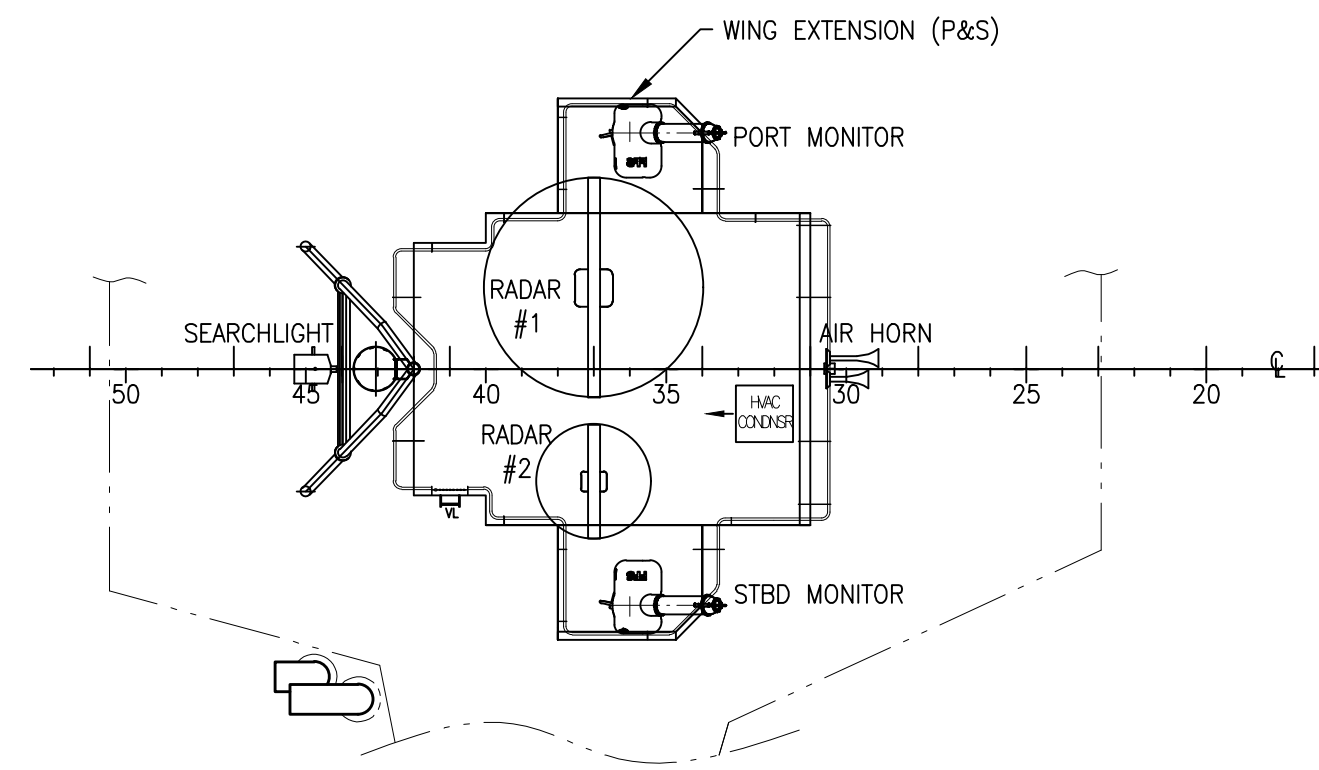 WING EXTENSION (P&S)
PORT MONITOR
RADAR
#1
SEARCHLIGHT
AIR HORN
℄
50
45
40
35
30
25
20
HVAC
CONDNSR
RADAR
#2
VL
STBD MONITOR